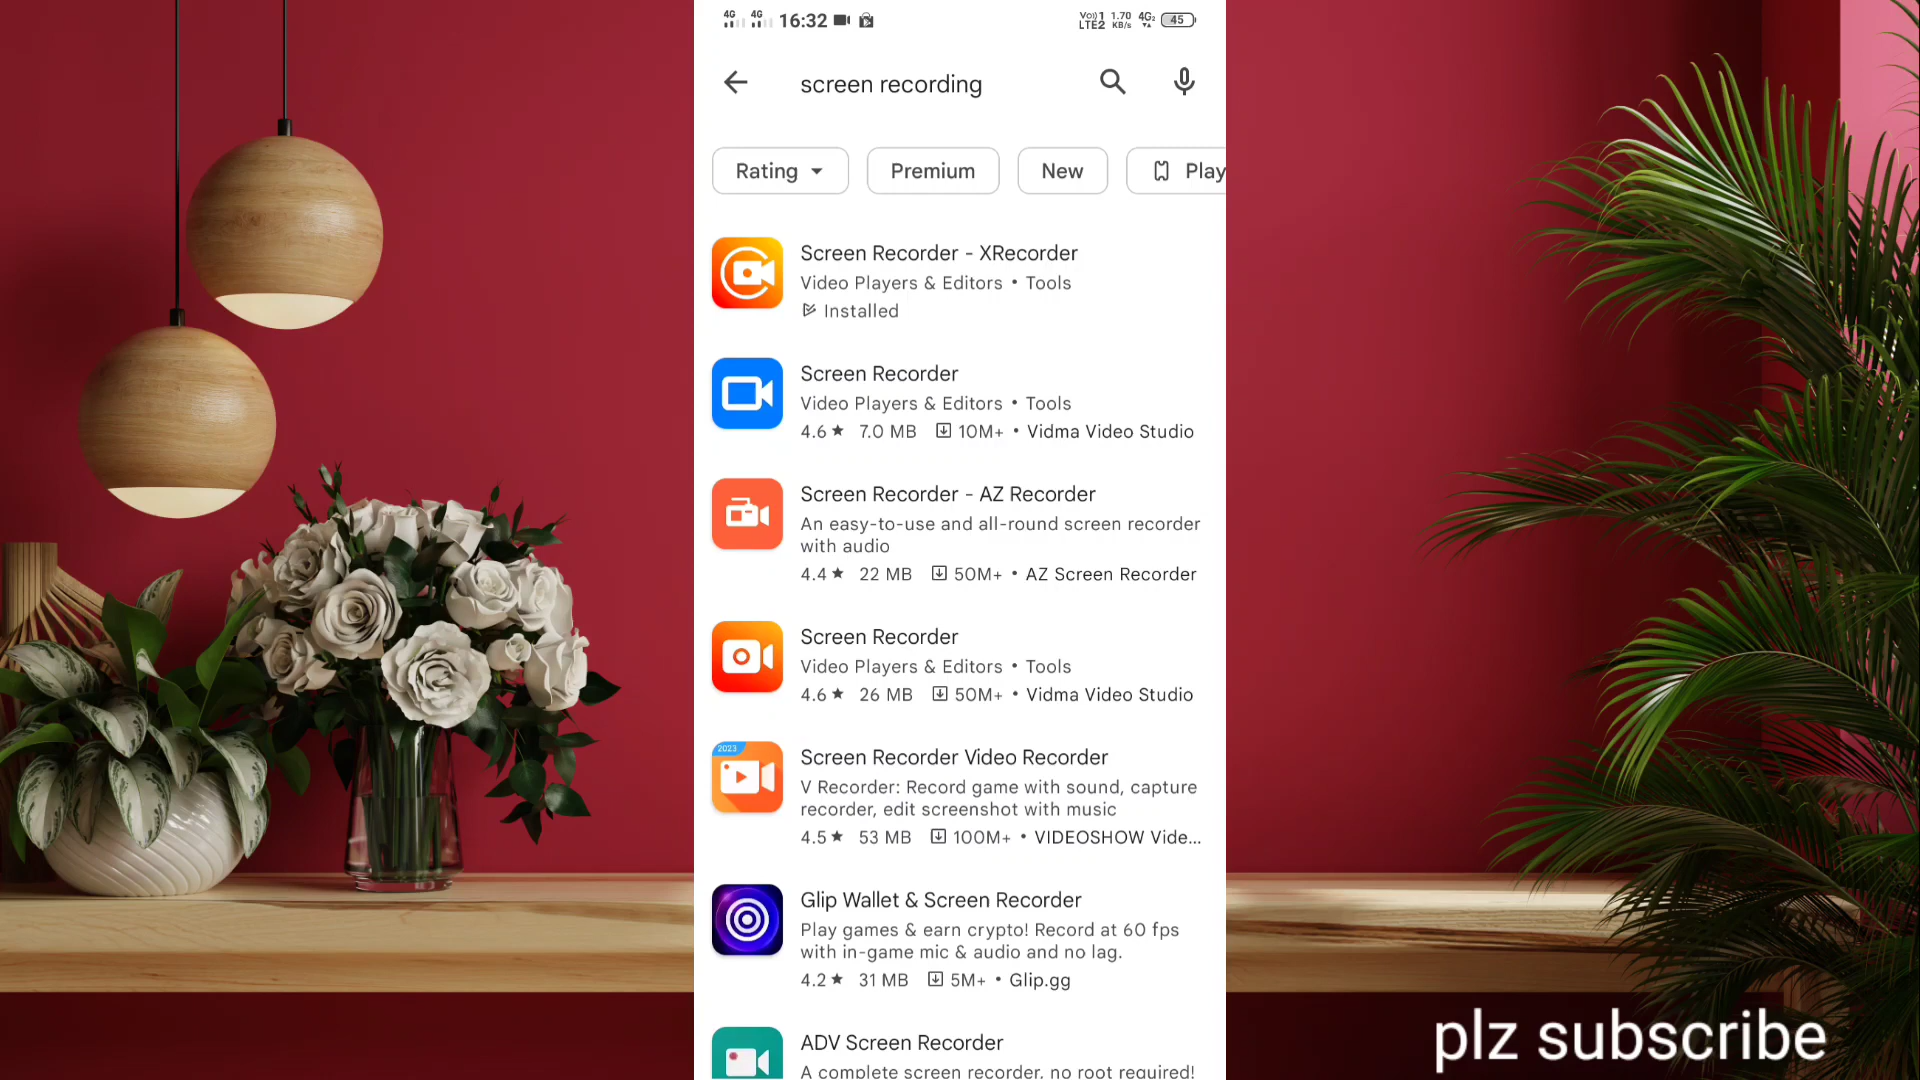 4G 4G 16:32 Vo)) 1 LTE2 1.70 KB/s 4G2 45
screen recording
Rating Premium New Play
Screen Recorder - XRecorder
Video Players & Editors • Tools
Installed
Screen Recorder
Video Players & Editors • Tools
4.6★ 7.0 MB 10M+ • Vidma Video Studio
Screen Recorder - AZ Recorder
An easy-to-use and all-round screen recorder
with audio
4.4★ 22 MB 50M+ • AZ Screen Recorder
Screen Recorder
Video Players & Editors • Tools
4.6★ 26 MB 50M+ • Vidma Video Studio
2023
Screen Recorder Video Recorder
V Recorder: Record game with sound, capture
recorder, edit screenshot with music
4.5★ 53 MB 100M+ • VIDEOSHOW Vide...
Glip Wallet & Screen Recorder
Play games & earn crypto! Record at 60 fps
with in-game mic & audio and no lag.
4.2★ 31 MB 5M+ • Glip.gg
ADV Screen Recorder
A complete screen recorder, no root required!
plz subscribe